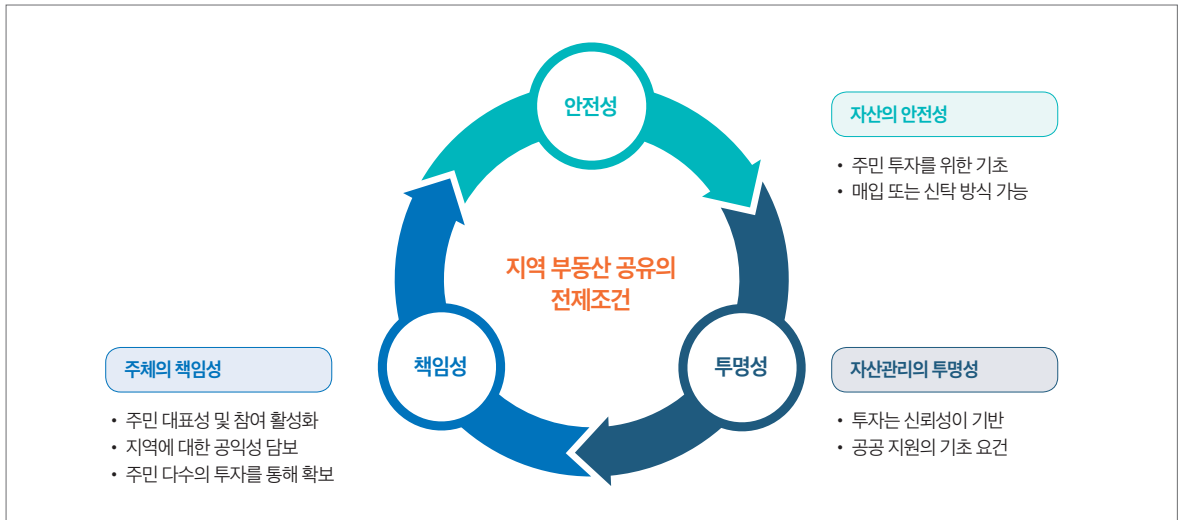 안전성
자산의 안전성
• 주민 투자를 위한 기초
• 매입 또는 신탁 방식 가능
지역 부동산 공유의
전제조건
책임성
투명성
주체의 책임성
• 주민 대표성 및 참여 활성화
• 지역에 대한 공익성 담보
• 주민 다수의 투자를 통해 확보
자산관리의 투명성
• 투자는 신뢰성이 기반
• 공공 지원의 기초 요건